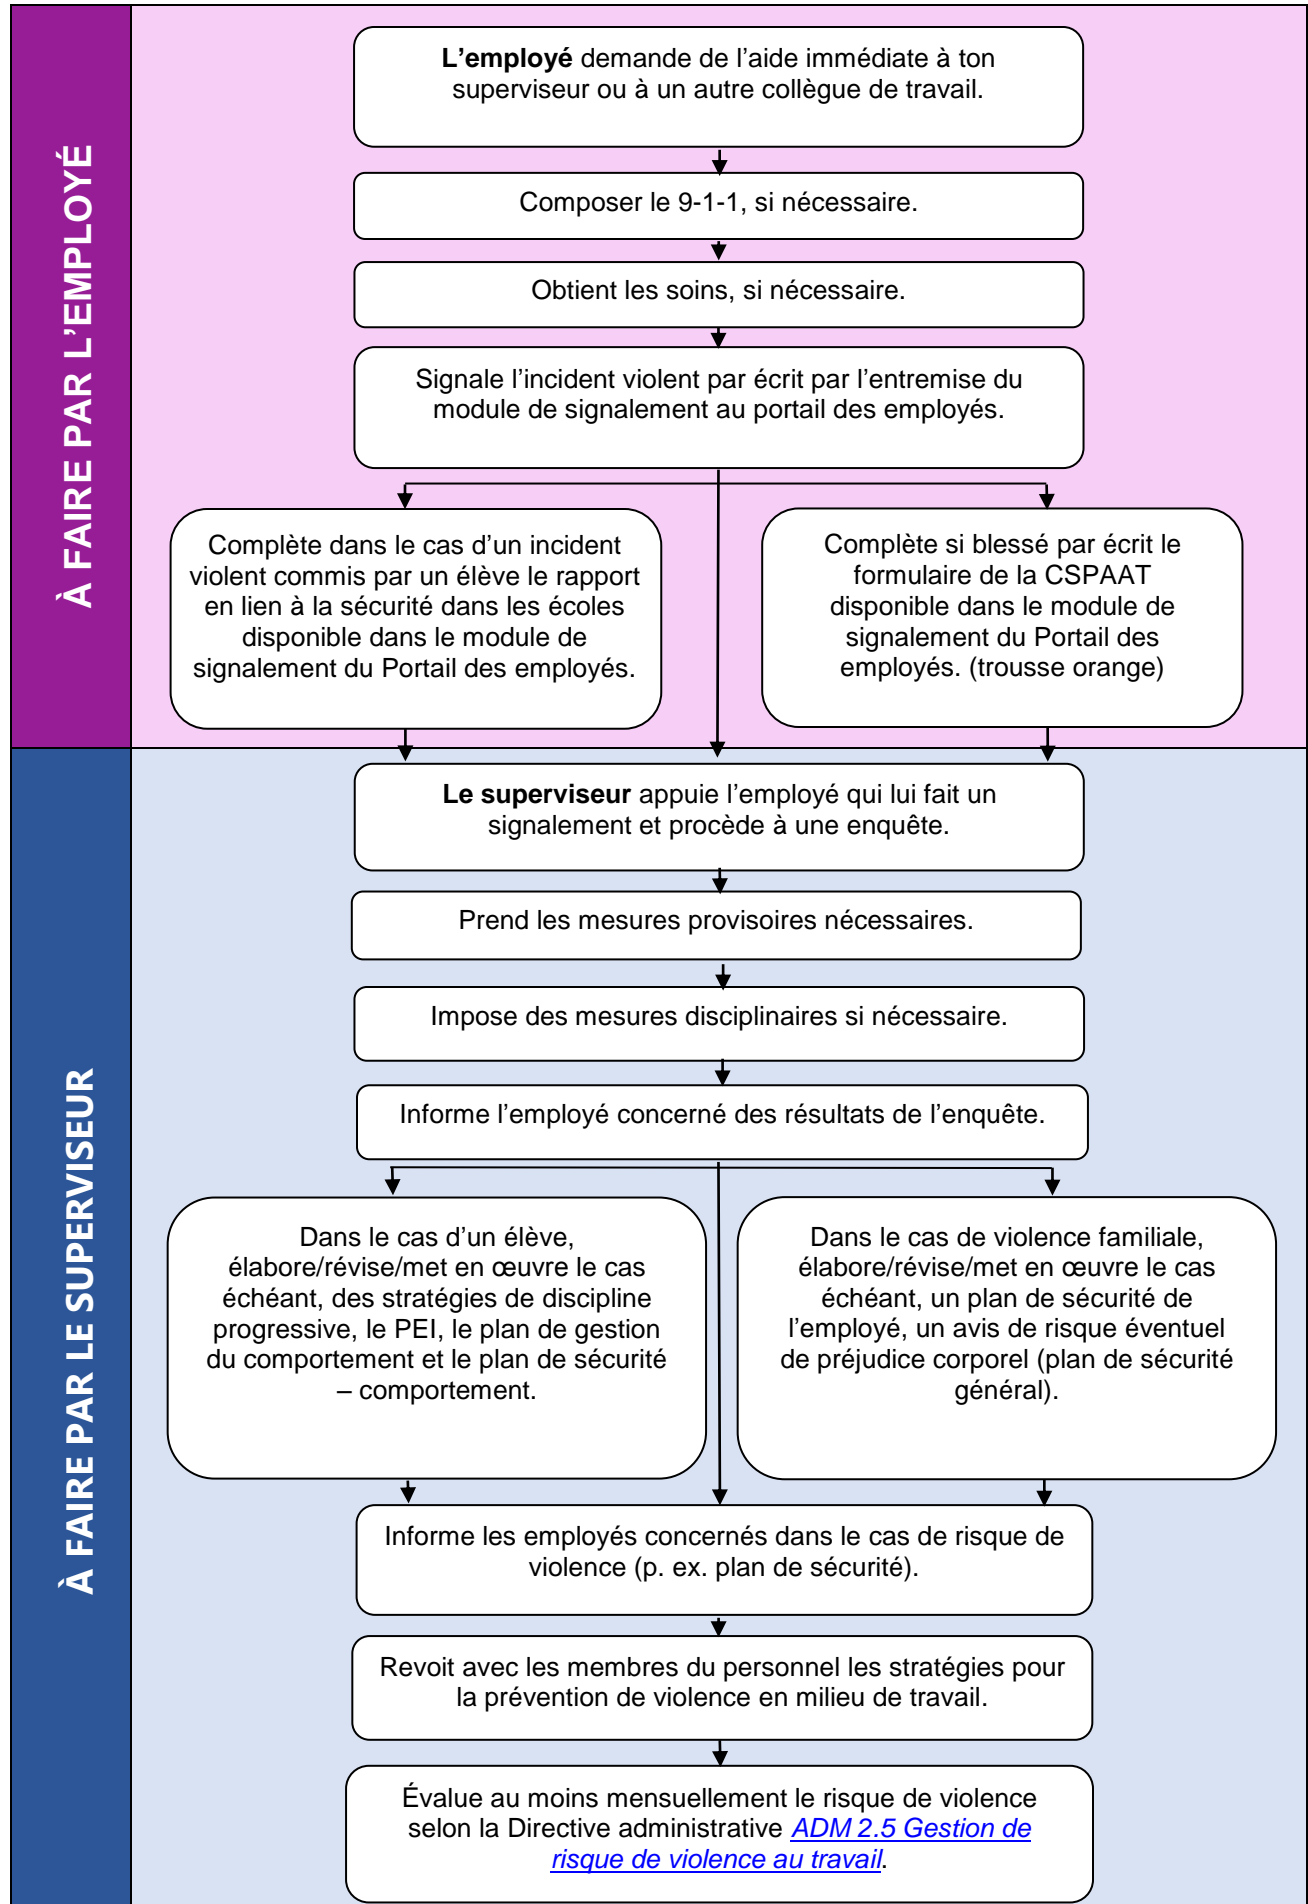 À FAIRE PAR L’EMPLOYÉ
L’employé demande de l’aide immédiate à ton
superviseur ou à un autre collègue de travail.
Composer le 9-1-1, si nécessaire.
Obtient les soins, si nécessaire.
Signale l’incident violent par écrit par l’entremise du
module de signalement au portail des employés.
Complète dans le cas d’un incident
violent commis par un élève le rapport
en lien à la sécurité dans les écoles
disponible dans le module de
signalement du Portail des employés.
Complète si blessé par écrit le
formulaire de la CSPAAT
disponible dans le module de
signalement du Portail des
employés. (trousse orange)
À FAIRE PAR LE SUPERVISEUR
Le superviseur appuie l’employé qui lui fait un
signalement et procède à une enquête.
Prend les mesures provisoires nécessaires.
Impose des mesures disciplinaires si nécessaire.
Informe l’employé concerné des résultats de l’enquête.
Dans le cas d’un élève,
élabore/révise/met en œuvre le cas
échéant, des stratégies de discipline
progressive, le PEI, le plan de gestion
du comportement et le plan de sécurité
– comportement.
Dans le cas de violence familiale,
élabore/révise/met en œuvre le cas
échéant, un plan de sécurité de
l’employé, un avis de risque éventuel
de préjudice corporel (plan de sécurité
général).
Informe les employés concernés dans le cas de risque de
violence (p. ex. plan de sécurité).
Revoit avec les membres du personnel les stratégies pour
la prévention de violence en milieu de travail.
Évalue au moins mensuellement le risque de violence
selon la Directive administrative ADM 2.5 Gestion de
risque de violence au travail.